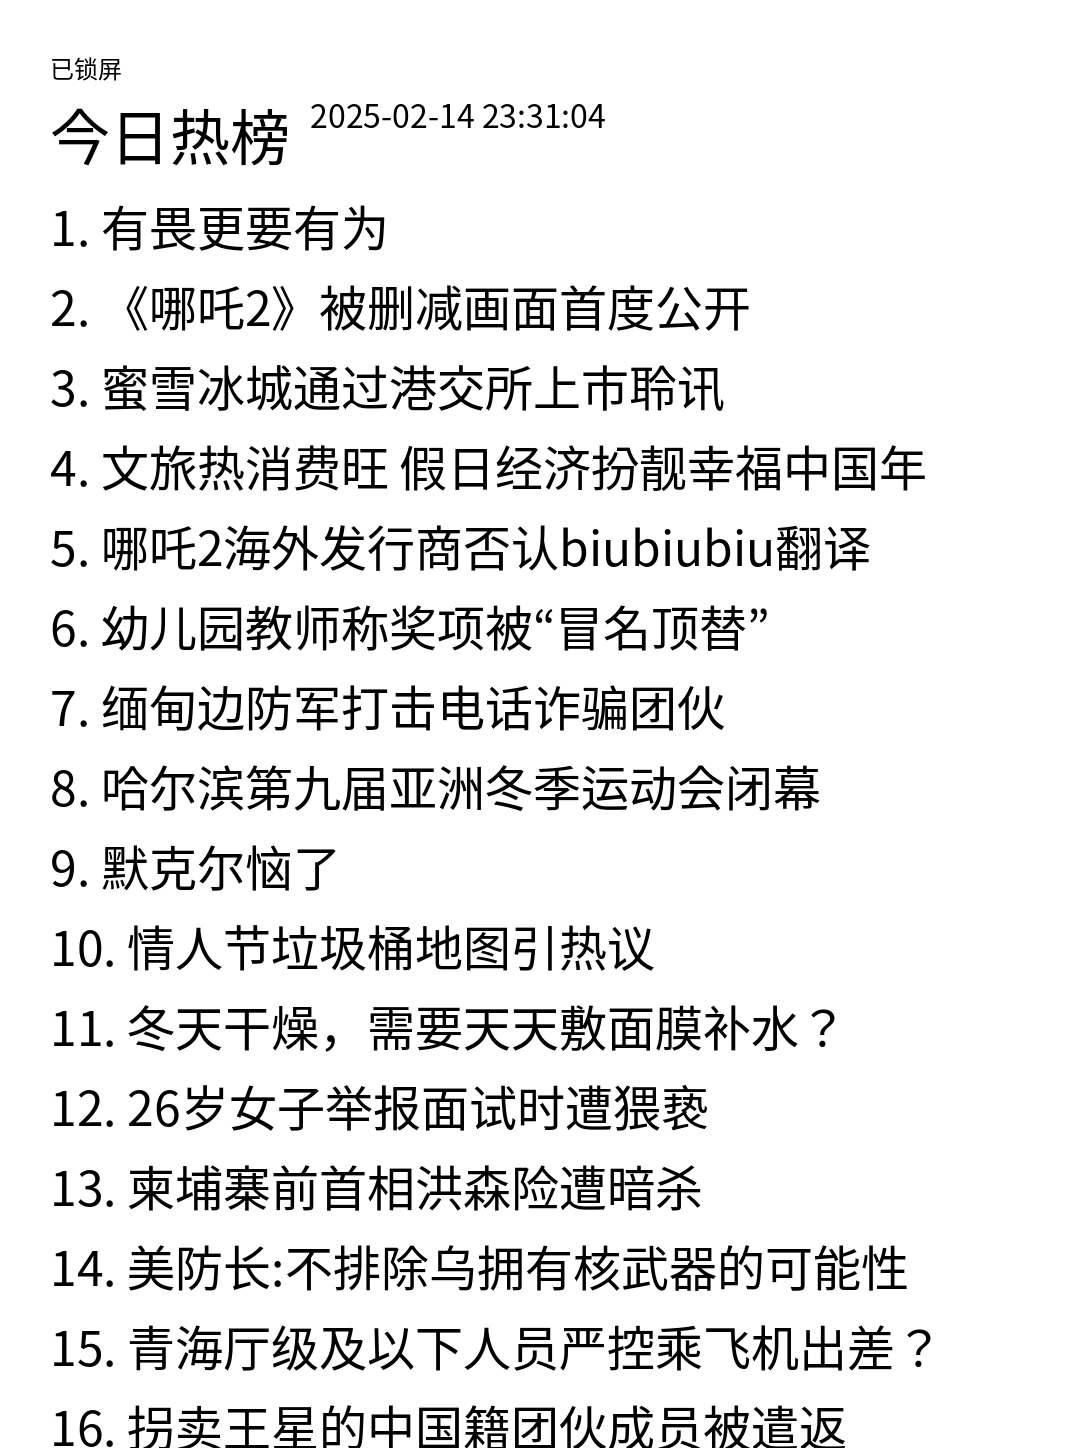 已锁屏
今日热榜 2025-02-14 23:31:04
1. 有畏更要有为
2. 《哪吒2》被删减画面首度公开
3. 蜜雪冰城通过港交所上市聆讯
4. 文旅热消费旺 假日经济扮靓幸福中国年
5. 哪吒2海外发行商否认biubiubiu翻译
6. 幼儿园教师称奖项被“冒名顶替”
7. 缅甸边防军打击电话诈骗团伙
8. 哈尔滨第九届亚洲冬季运动会闭幕
9. 默克尔恼了
10. 情人节垃圾桶地图引热议
11. 冬天干燥，需要天天敷面膜补水？
12. 26岁女子举报面试时遭猥亵
13. 柬埔寨前首相洪森险遭暗杀
14. 美防长:不排除乌拥有核武器的可能性
15. 青海厅级及以下人员严控乘飞机出差？
16. 拐卖王星的中国籍团伙成员被遣返